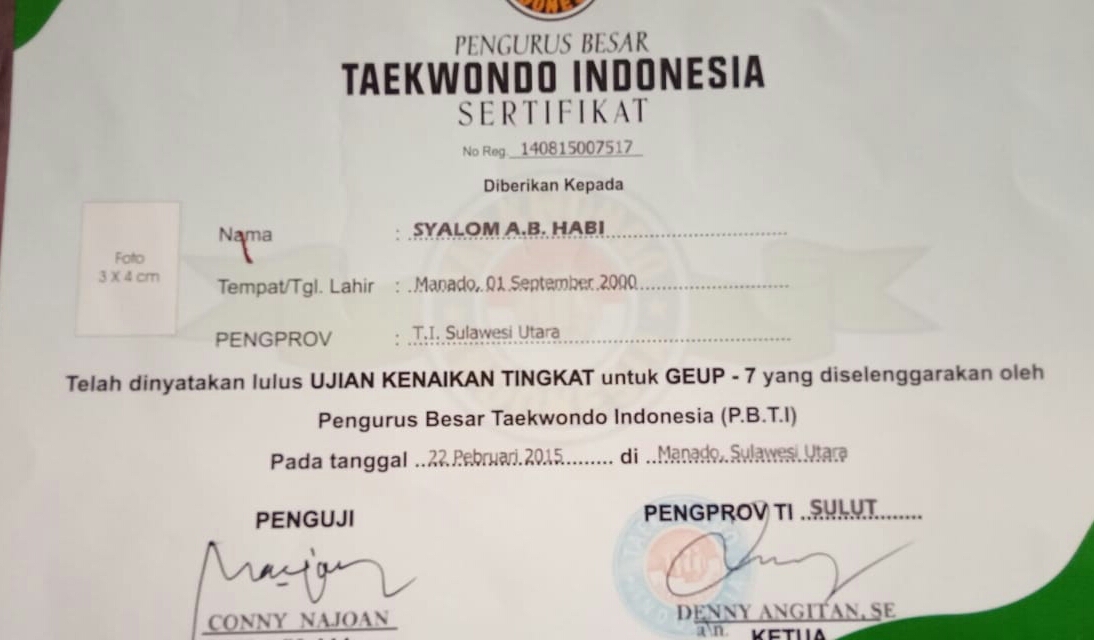 PENGURUS BESAR
TAEKWONDO INDONESIA
SERTIFIKAT
No Reg. 140815007517
Diberikan Kepada
Foto
3 X 4 cm
Nama : SYALOM A.B. HABI
Tempat/Tgl. Lahir : Manado, 01 September 2000
PENGPROV : T.I. Sulawesi Utara
Telah dinyatakan lulus UJIAN KENAIKAN TINGKAT untuk GEUP - 7 yang diselenggarakan oleh
Pengurus Besar Taekwondo Indonesia (P.B.T.I)
Pada tanggal ..22 Pebruari 2015......... di ..Manado, Sulawesi Utara
PENGUJI
PENGPROV TI ..SULUT.......
CONNY NAJOAN
DENNY ANGITAN, SE
a\n. KETUA